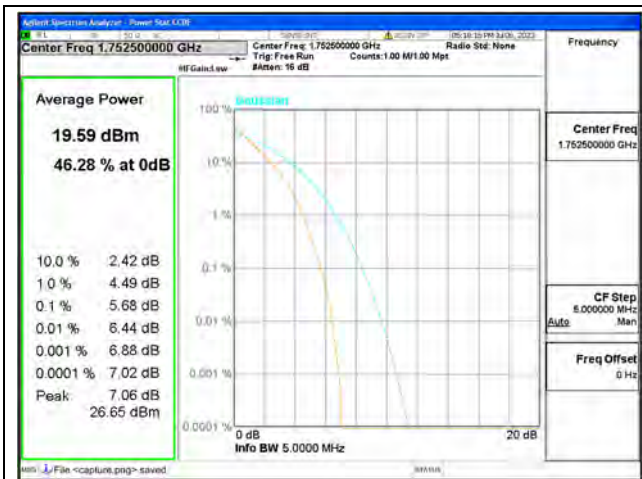 Agilent Spectrum Analyzer - Power Stat CCDF
Center Freq 1.752500000 GHz
Center Freq: 1.752500000 GHz
Radio Std: None
Trig: Free Run
Counts:1.00 M/1.00 Mpt
#IFGain:Low
#Atten: 16 dB
Frequency
Average Power
19.59 dBm
46.28 % at 0dB
10.0 % 2.42 dB
1.0 % 4.49 dB
0.1 % 5.68 dB
0.01 % 6.44 dB
0.001 % 6.88 dB
0.0001 % 7.02 dB
Peak 7.06 dB
26.65 dBm
Gaussian
100 %
10 %
1 %
0.1 %
0.01 %
0.001 %
0.0001 %
0 dB
20 dB
Info BW 5.0000 MHz
Center Freq
1.752500000 GHz
CF Step
5.000000 MHz
Auto Man
Freq Offset
0 Hz
MSG File <capture.png> saved
STATUS